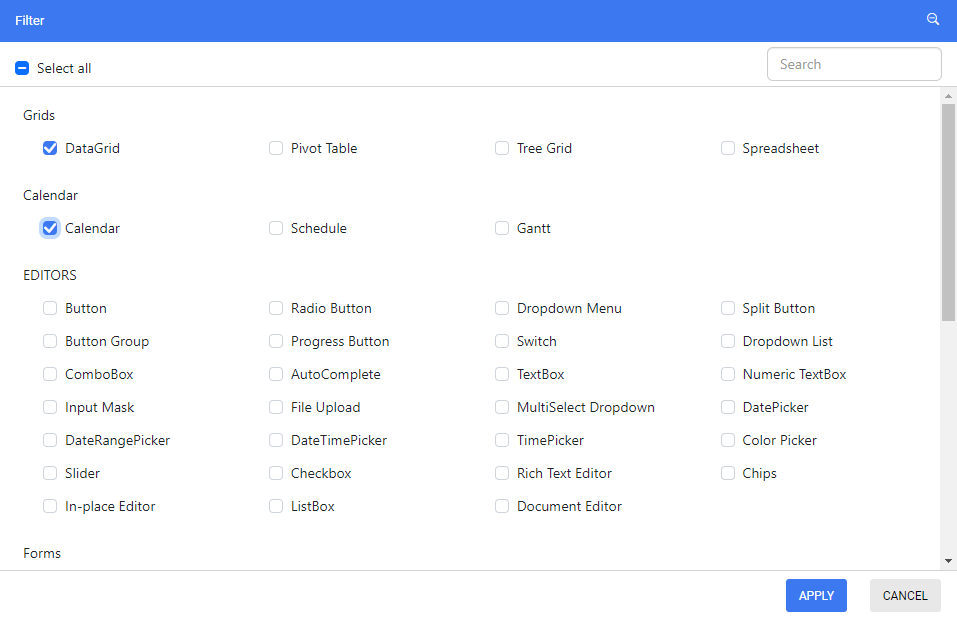 Filter
Select all
Search
Grids
DataGrid Pivot Table Tree Grid Spreadsheet
Calendar
Calendar Schedule Gantt
EDITORS
Button Radio Button Dropdown Menu Split Button
Button Group Progress Button Switch Dropdown List
ComboBox AutoComplete TextBox Numeric TextBox
Input Mask File Upload MultiSelect Dropdown DatePicker
DateRangePicker DateTimePicker TimePicker Color Picker
Slider Checkbox Rich Text Editor Chips
In-place Editor ListBox Document Editor
Forms
APPLY CANCEL